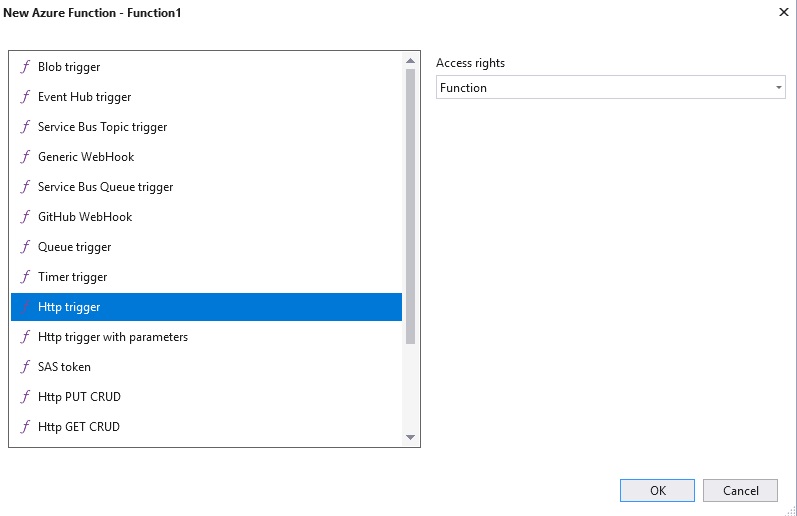 New Azure Function - Function1
Blob trigger
Event Hub trigger
Service Bus Topic trigger
Generic WebHook
Service Bus Queue trigger
GitHub WebHook
Queue trigger
Timer trigger
Http trigger
Http trigger with parameters
SAS token
Http PUT CRUD
Http GET CRUD
Access rights
Function
OK
Cancel